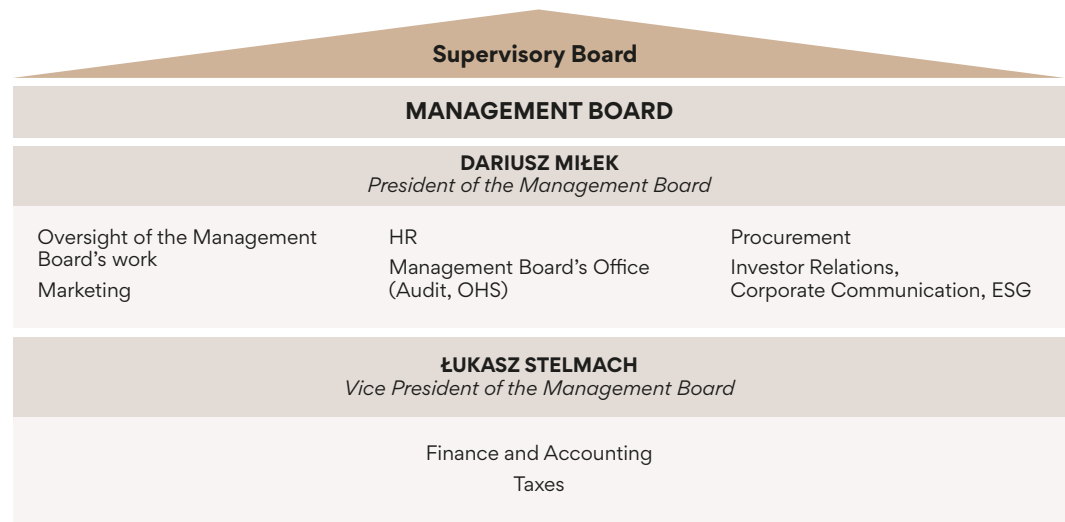 Supervisory Board
MANAGEMENT BOARD
DARIUSZ MIŁEK
President of the Management Board
Oversight of the Management
Board’s work
Marketing
HR
Management Board’s Office
(Audit, OHS)
Procurement
Investor Relations,
Corporate Communication, ESG
ŁUKASZ STELMACH
Vice President of the Management Board
Finance and Accounting
Taxes